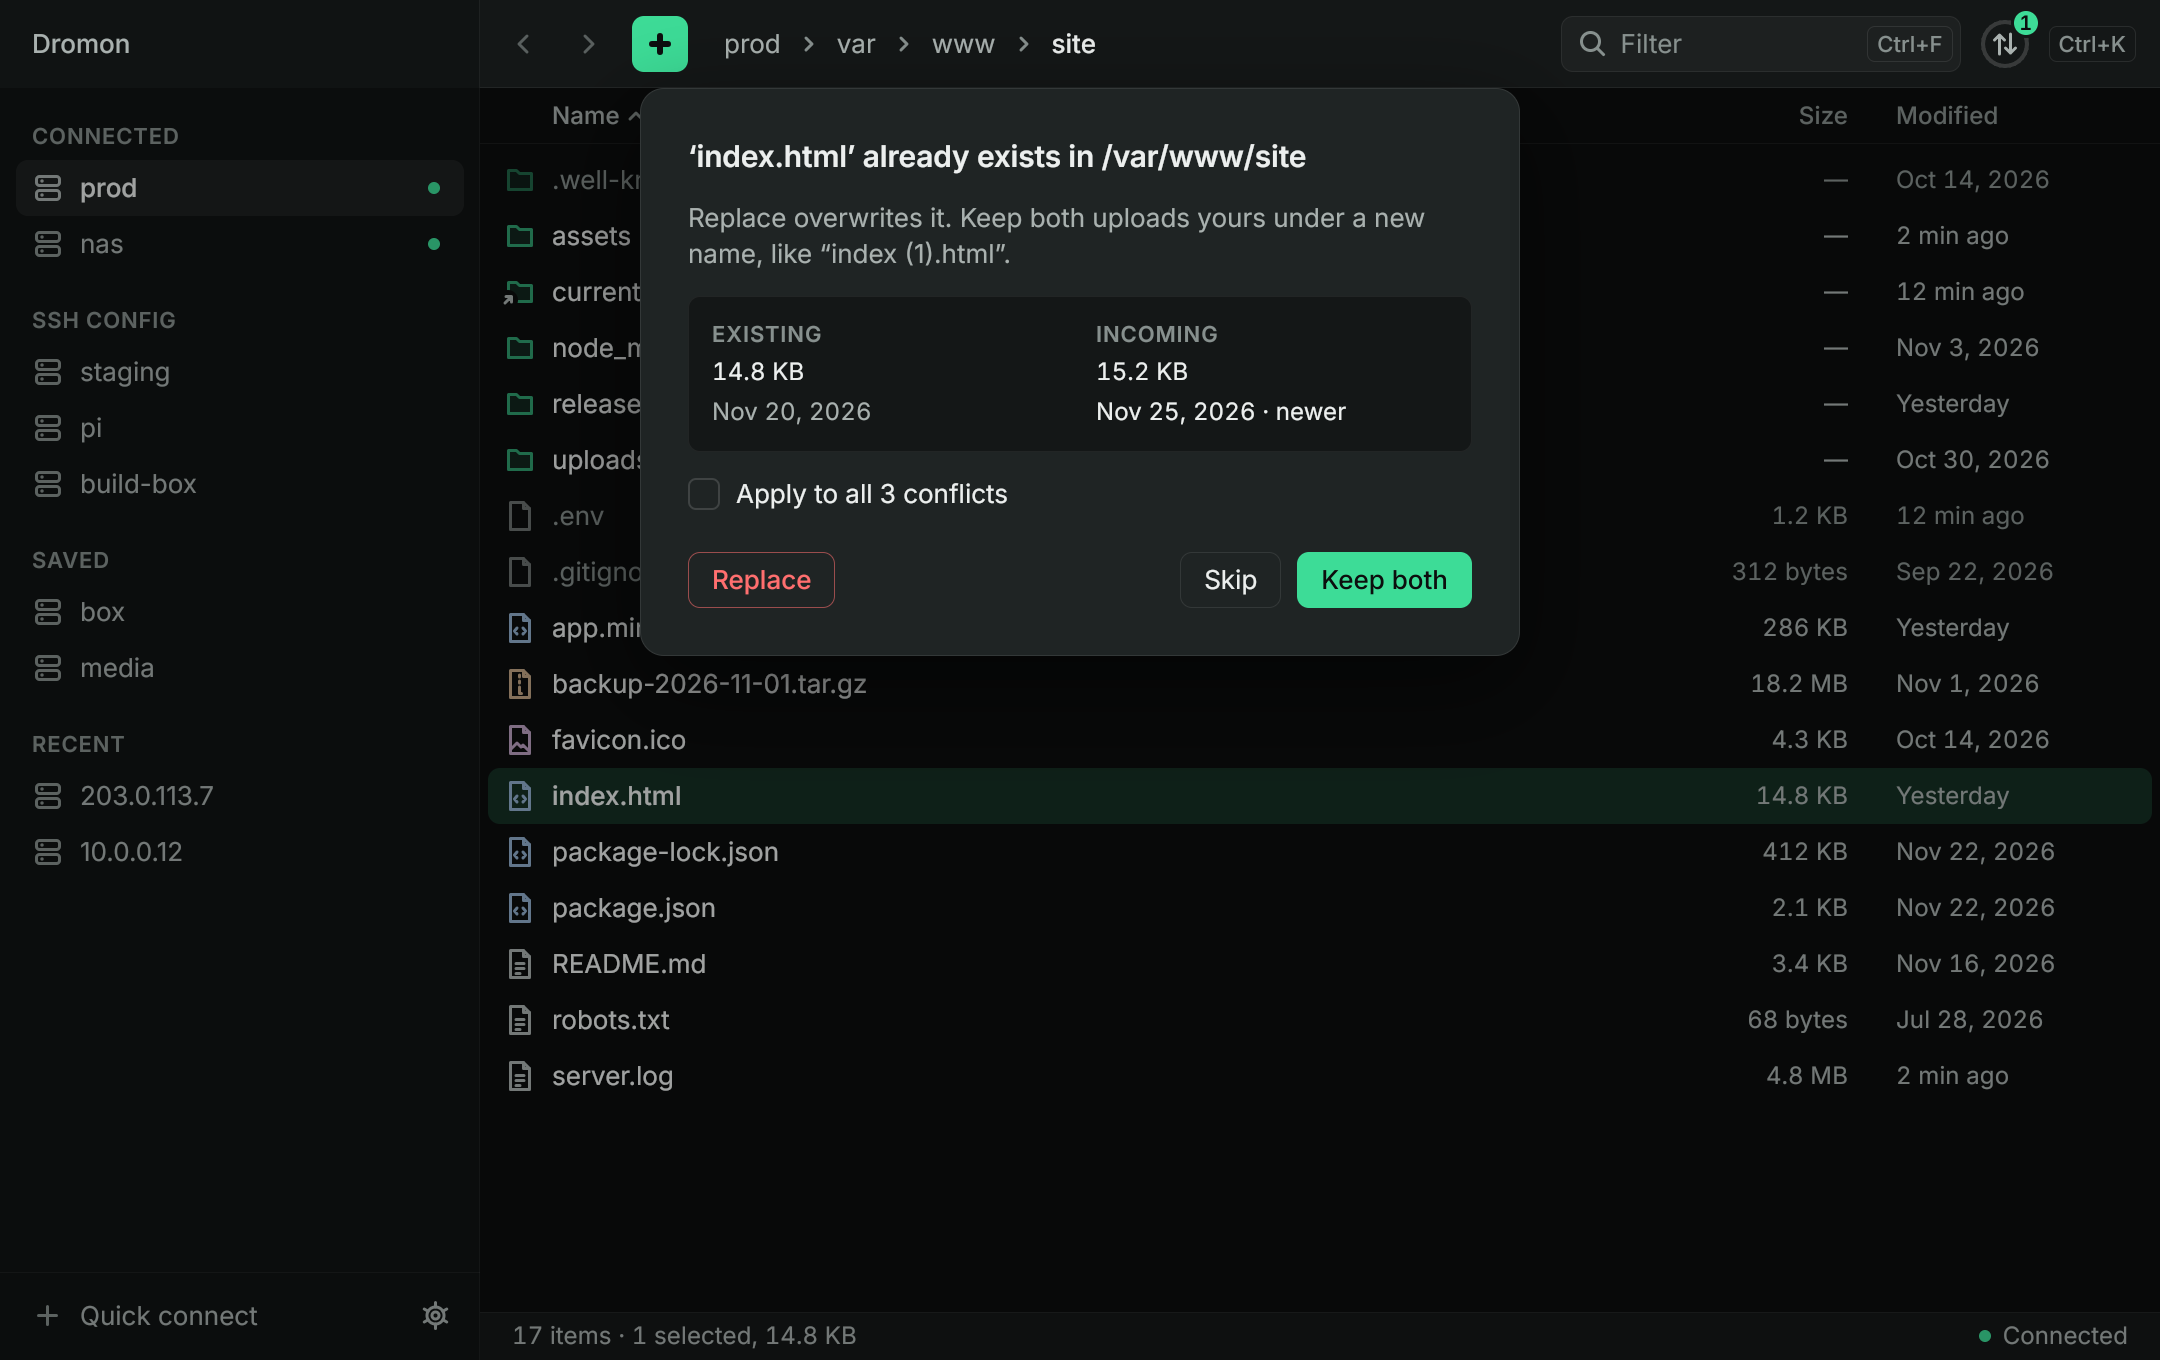 Dromon
prod
var
www
site
Filter
Ctrl+F
1
Ctrl+K
CONNECTED
prod
nas
SSH CONFIG
staging
pi
build-box
SAVED
box
media
RECENT
203.0.113.7
10.0.0.12
Quick connect
Name Size Modified
.well-kn — Oct 14, 2026
assets — 2 min ago
current — 12 min ago
node_m — Nov 3, 2026
release — Yesterday
uploads — Oct 30, 2026
.env 1.2 KB 12 min ago
.gitigno 312 bytes Sep 22, 2026
app.min 286 KB Yesterday
backup-2026-11-01.tar.gz 18.2 MB Nov 1, 2026
favicon.ico 4.3 KB Oct 14, 2026
index.html 14.8 KB Yesterday
package-lock.json 412 KB Nov 22, 2026
package.json 2.1 KB Nov 22, 2026
README.md 3.4 KB Nov 16, 2026
robots.txt 68 bytes Jul 28, 2026
server.log 4.8 MB 2 min ago
‘index.html’ already exists in /var/www/site
Replace overwrites it. Keep both uploads yours under a new
name, like “index (1).html”.
EXISTING
14.8 KB
Nov 20, 2026
INCOMING
15.2 KB
Nov 25, 2026 · newer
Apply to all 3 conflicts
Replace
Skip
Keep both
17 items · 1 selected, 14.8 KB
Connected